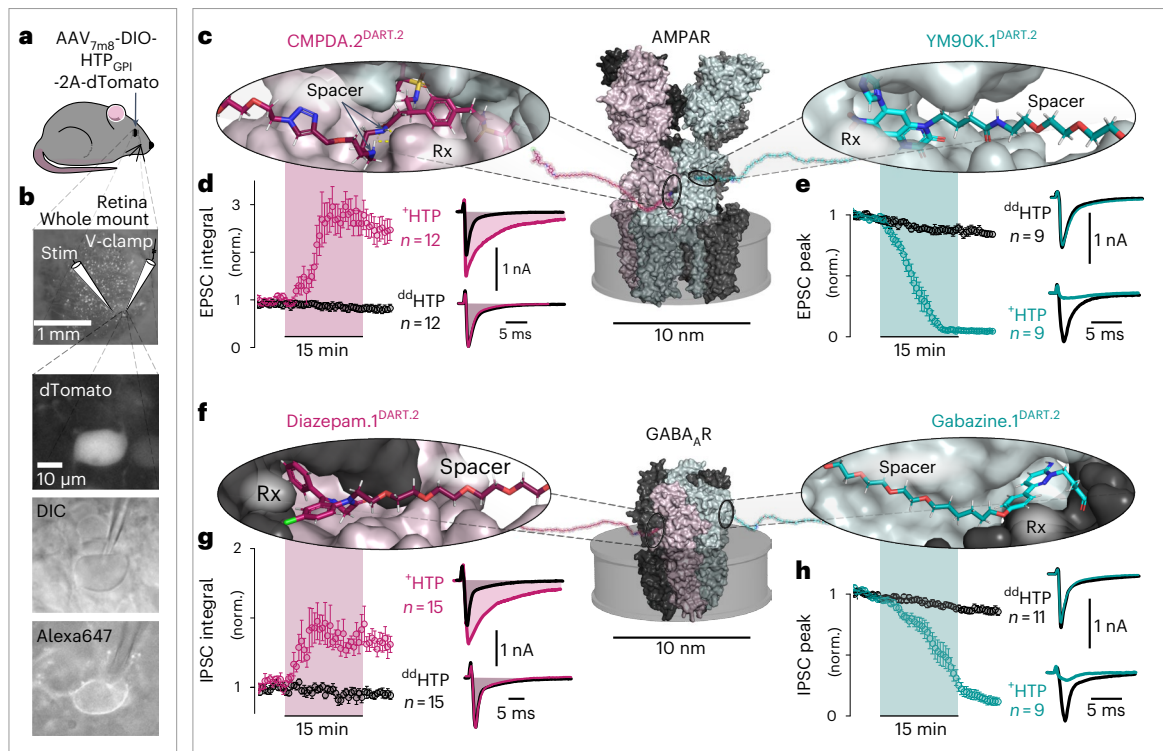 a
AAV7m8-DIO-
HTPGPI
-2A-dTomato
b
Retina
Whole mount
V-clamp
Stim
1 mm
dTomato
10 µm
DIC
Alexa647
c
CMPDA.2DART.2
AMPAR
YM90K.1DART.2
Spacer
Rx
Spacer
Rx
d
EPSC integral
(norm.)
3
1
0
+HTP
n = 12
ddHTP
n = 12
1 nA
5 ms
15 min
10 nm
e
EPSC peak
(norm.)
1
0
ddHTP
n = 9
1 nA
+HTP
n = 9
5 ms
15 min
f
Diazepam.1DART.2
GABAAR
Gabazine.1DART.2
Rx
Spacer
Spacer
Rx
g
IPSC integral
(norm.)
2
1
+HTP
n = 15
ddHTP
n = 15
1 nA
5 ms
15 min
10 nm
h
IPSC peak
(norm.)
1
0
ddHTP
n = 11
1 nA
+HTP
n = 9
5 ms
15 min